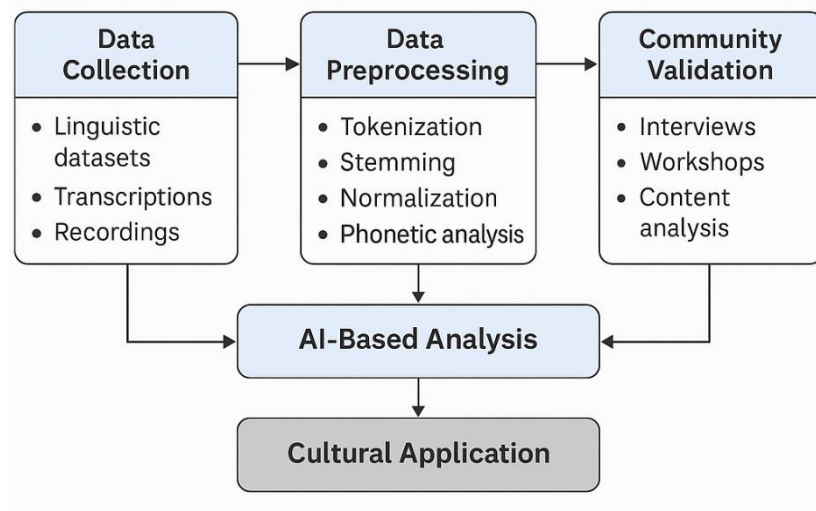 Data
Collection
• Linguistic
datasets
• Transcriptions
• Recordings
Data
Preprocessing
• Tokenization
• Stemming
• Normalization
• Phonetic analysis
Community
Validation
• Interviews
• Workshops
• Content
analysis
AI-Based Analysis
Cultural Application